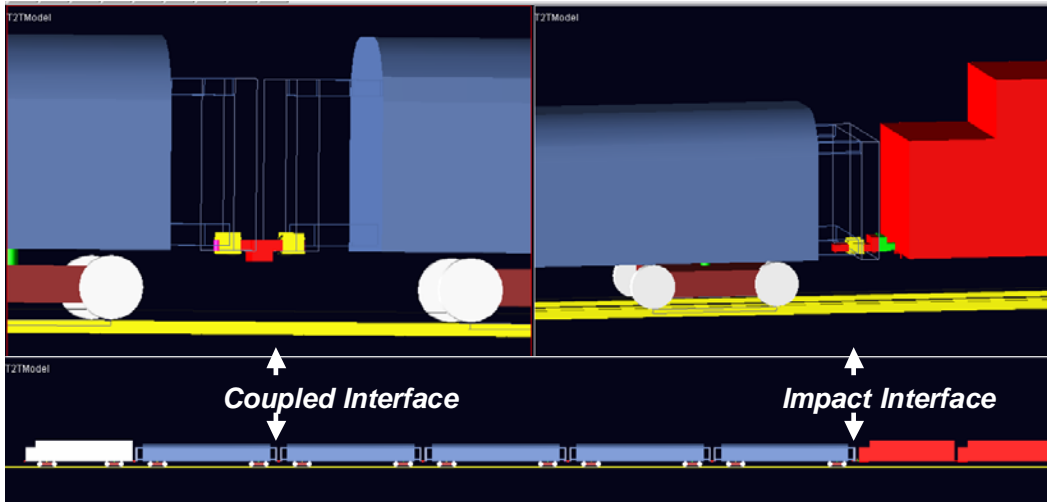 T2TModel
T2TModel
T2TModel
Coupled Interface
Impact Interface